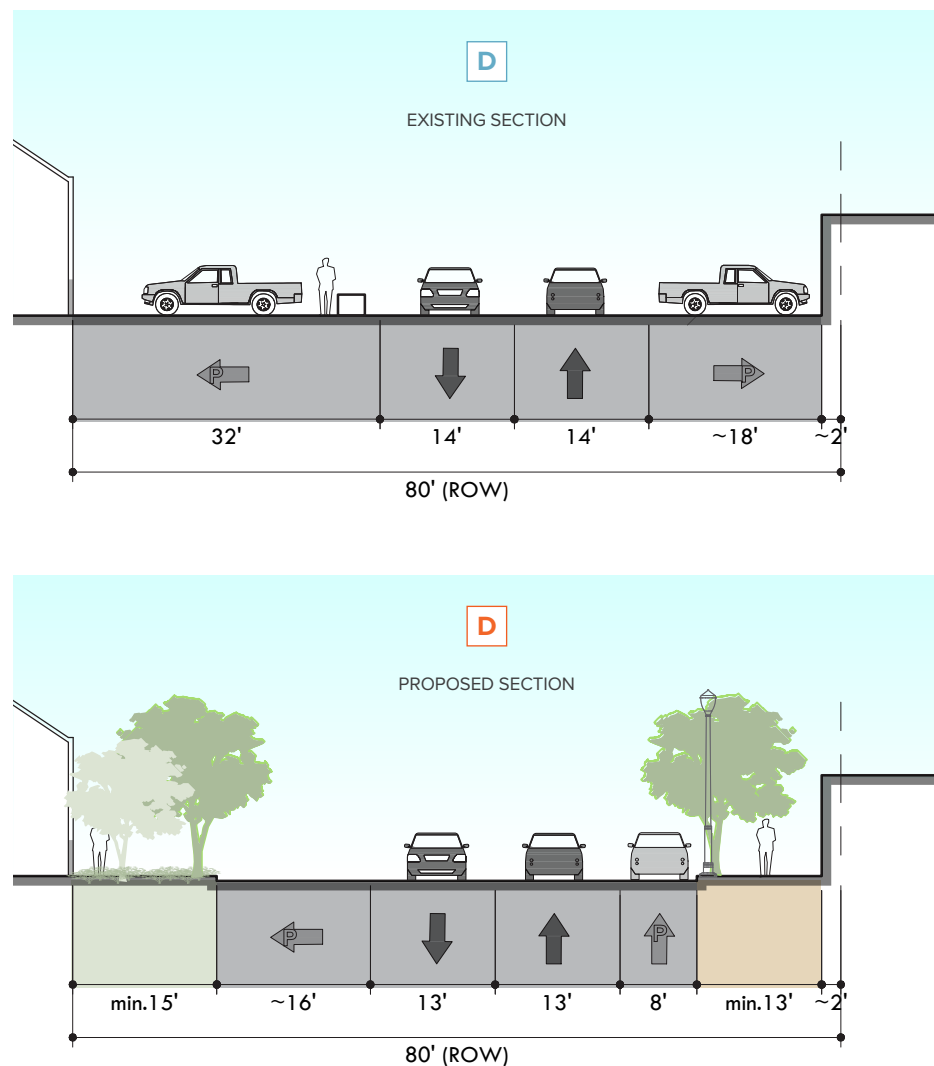 D
EXISTING SECTION
P
P
32' 14' 14' ~18' ~2'
80' (ROW)
D
PROPOSED SECTION
P
P
min.15' ~16' 13' 13' 8' min.13' ~2'
80' (ROW)